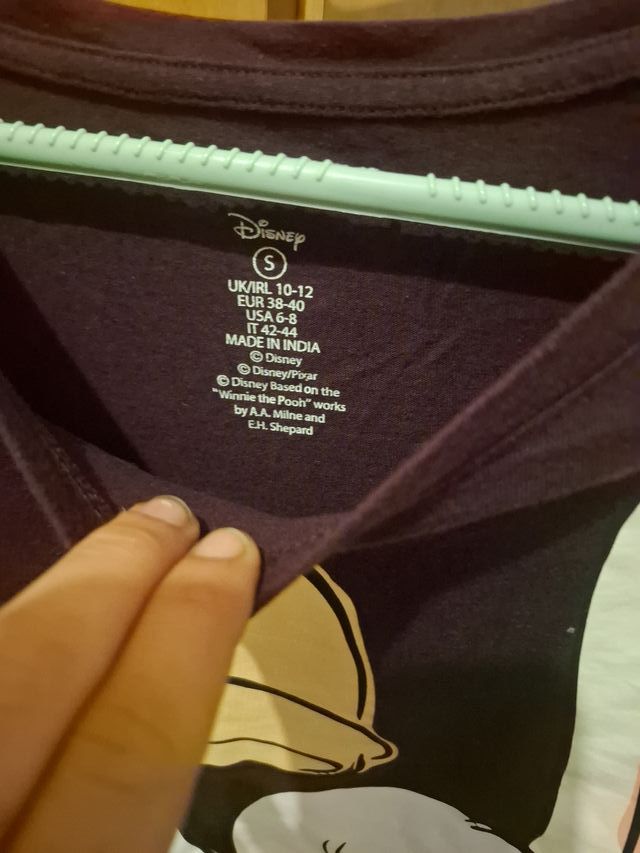 Disney
S
UK/IRL 10-12
EUR 38-40
USA 6-8
IT 42-44
MADE IN INDIA
© Disney
© Disney/Pixar
© Disney Based on the
"Winnie the Pooh" works
by A.A. Milne and
E.H. Shepard